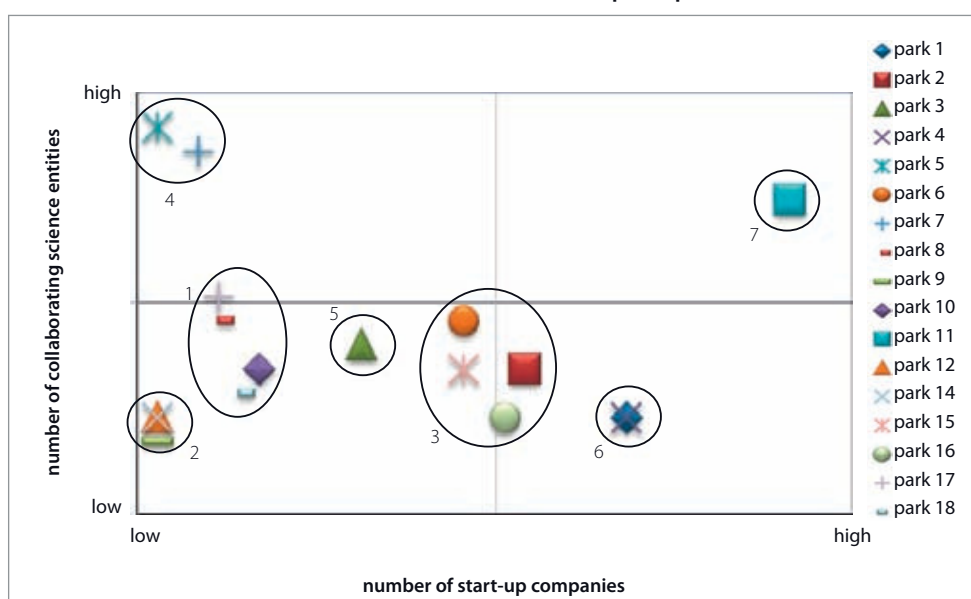 high
number of collaborating science entities
low
low
high
number of start-up companies
4
7
1
5
2
3
6
park 1
park 2
park 3
park 4
park 5
park 6
park 7
park 8
park 9
park 10
park 11
park 12
park 14
park 15
park 16
park 17
park 18